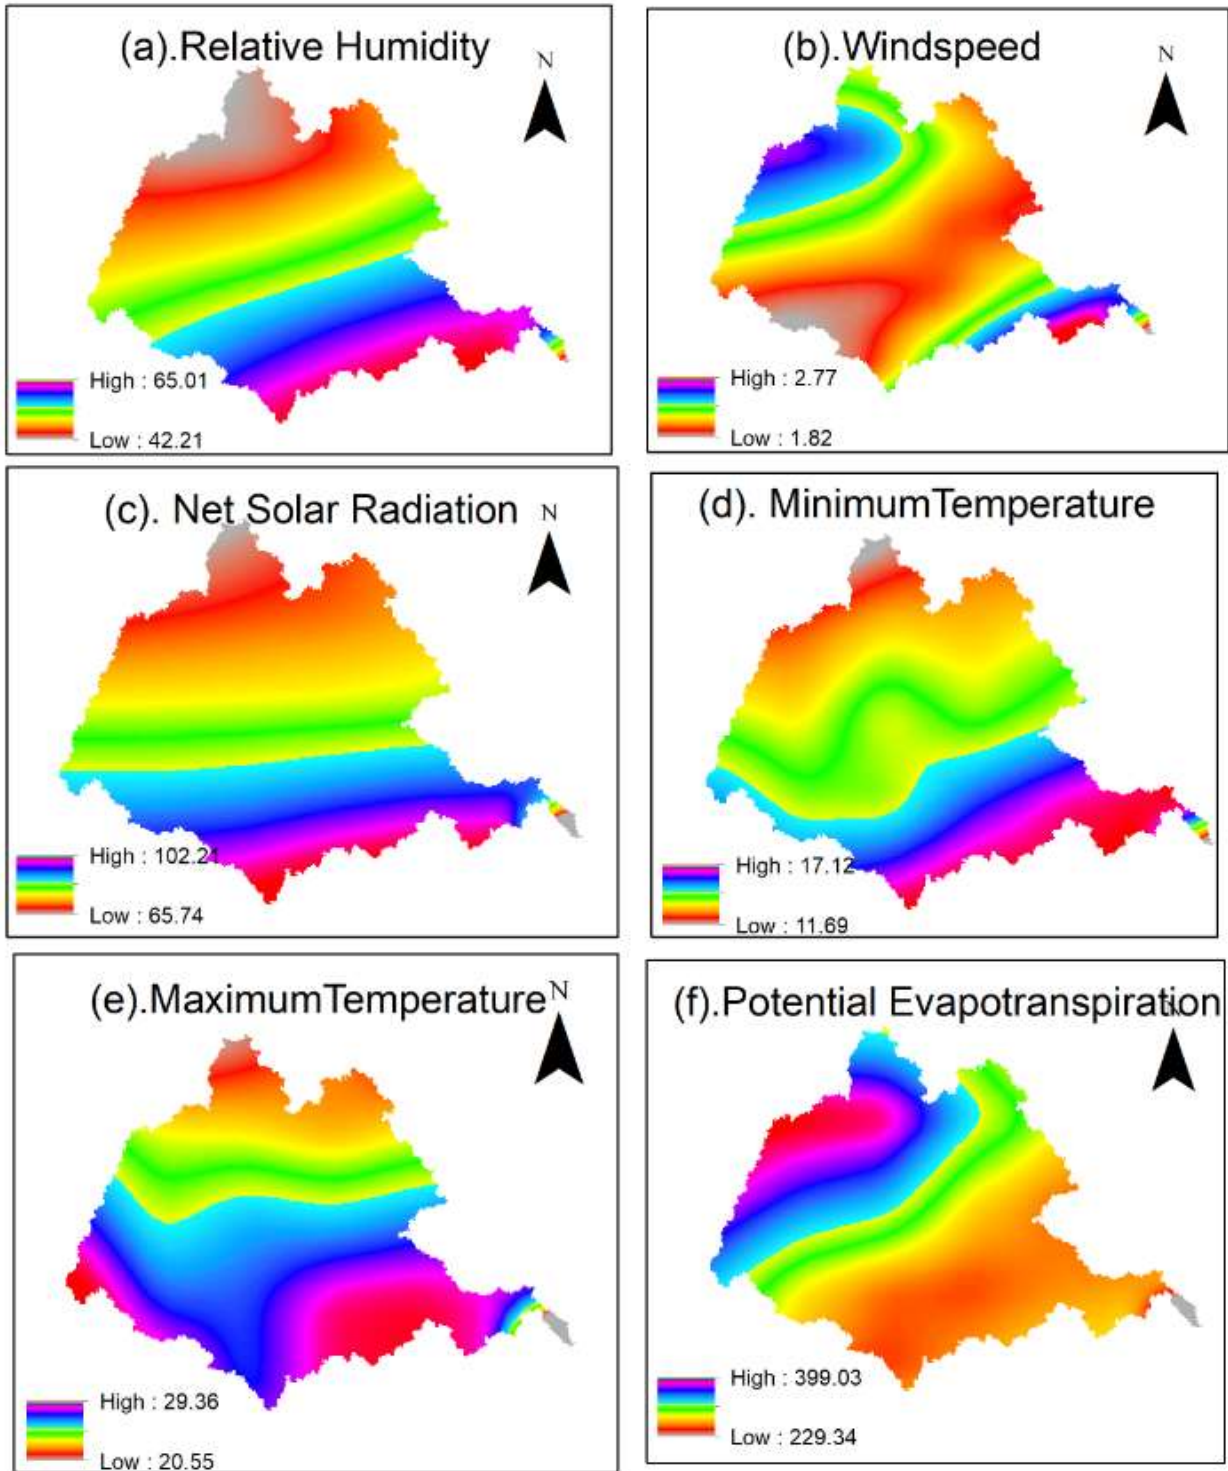 (a).Relative Humidity
N
High : 65.01
Low : 42.21
(b).Windspeed
N
High : 2.77
Low : 1.82
(c). Net Solar Radiation
N
High : 102.21
Low : 65.74
(d). MinimumTemperature
High : 17.12
Low : 11.69
(e).MaximumTemperature
N
High : 29.36
Low : 20.55
(f).Potential Evapotranspiration
N
High : 399.03
Low : 229.34